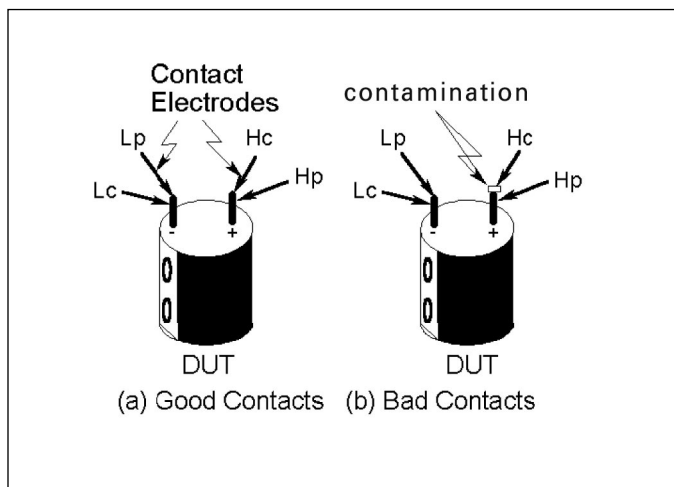 Contact
Electrodes
Lp
Hc
Lc
Hp
- +
DUT
(a) Good Contacts
contamination
Lp
Hc
Lc
Hp
- +
DUT
(b) Bad Contacts